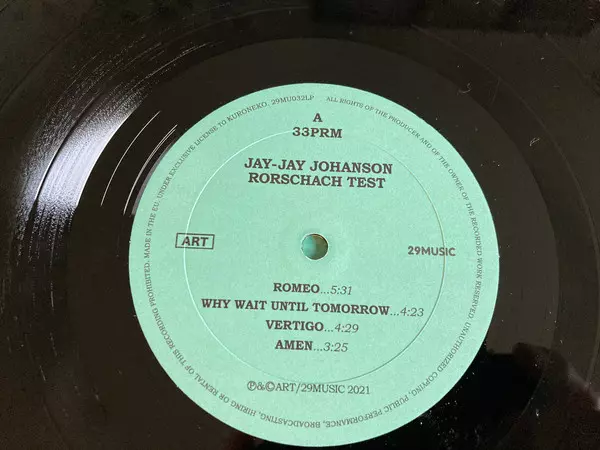 A
33PRM
JAY-JAY JOHANSON
RORSCHACH TEST
ART
29MUSIC
ROMEO...5:31
WHY WAIT UNTIL TOMORROW...4:23
VERTIGO...4:29
AMEN...3:25
℗&©ART/29MUSIC 2021
ALL RIGHTS OF THE PRODUCER AND OF THE OWNER OF THE RECORDED WORK RESERVED. UNAUTHORIZED COPYING, PUBLIC PERFORMANCE, BROADCASTING, HIRING OR RENTAL OF THIS RECORDING PROHIBITED. MADE IN THE EU. UNDER EXCLUSIVE LICENSE TO KURONEKO. 29MU032LP